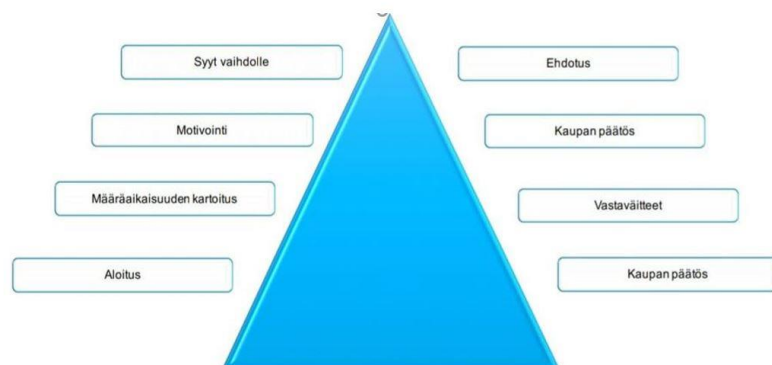 Syyt vaihdolle
Ehdotus
Motivointi
Kaupan päätös
Määräaikaisuuden kartoitus
Vastaväitteet
Aloitus
Kaupan päätös